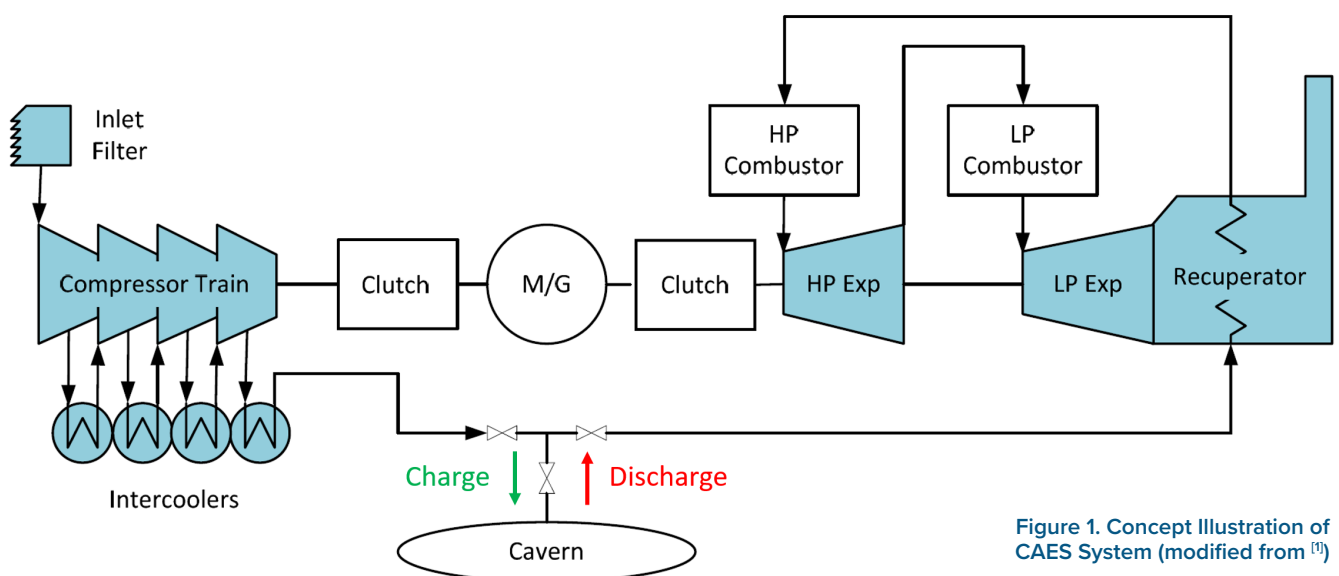 Inlet
Filter
HP
Combustor
LP
Combustor
Compressor Train
Clutch
M/G
Clutch
HP Exp
LP Exp
Recuperator
Intercoolers
Charge
Discharge
Cavern
Figure 1. Concept Illustration of
CAES System (modified from [1])